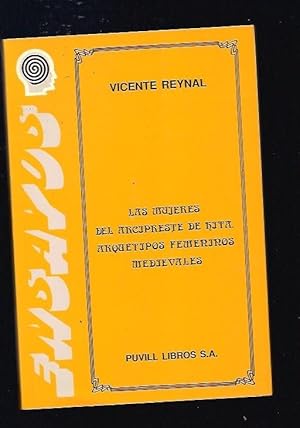 ENSAYOS
VICENTE REYNAL
LAS MUJERES
DEL ARCIPRESTE DE HITA.
ARQUETIPOS FEMENINOS
MEDIEVALES
PUVILL LIBROS S.A.